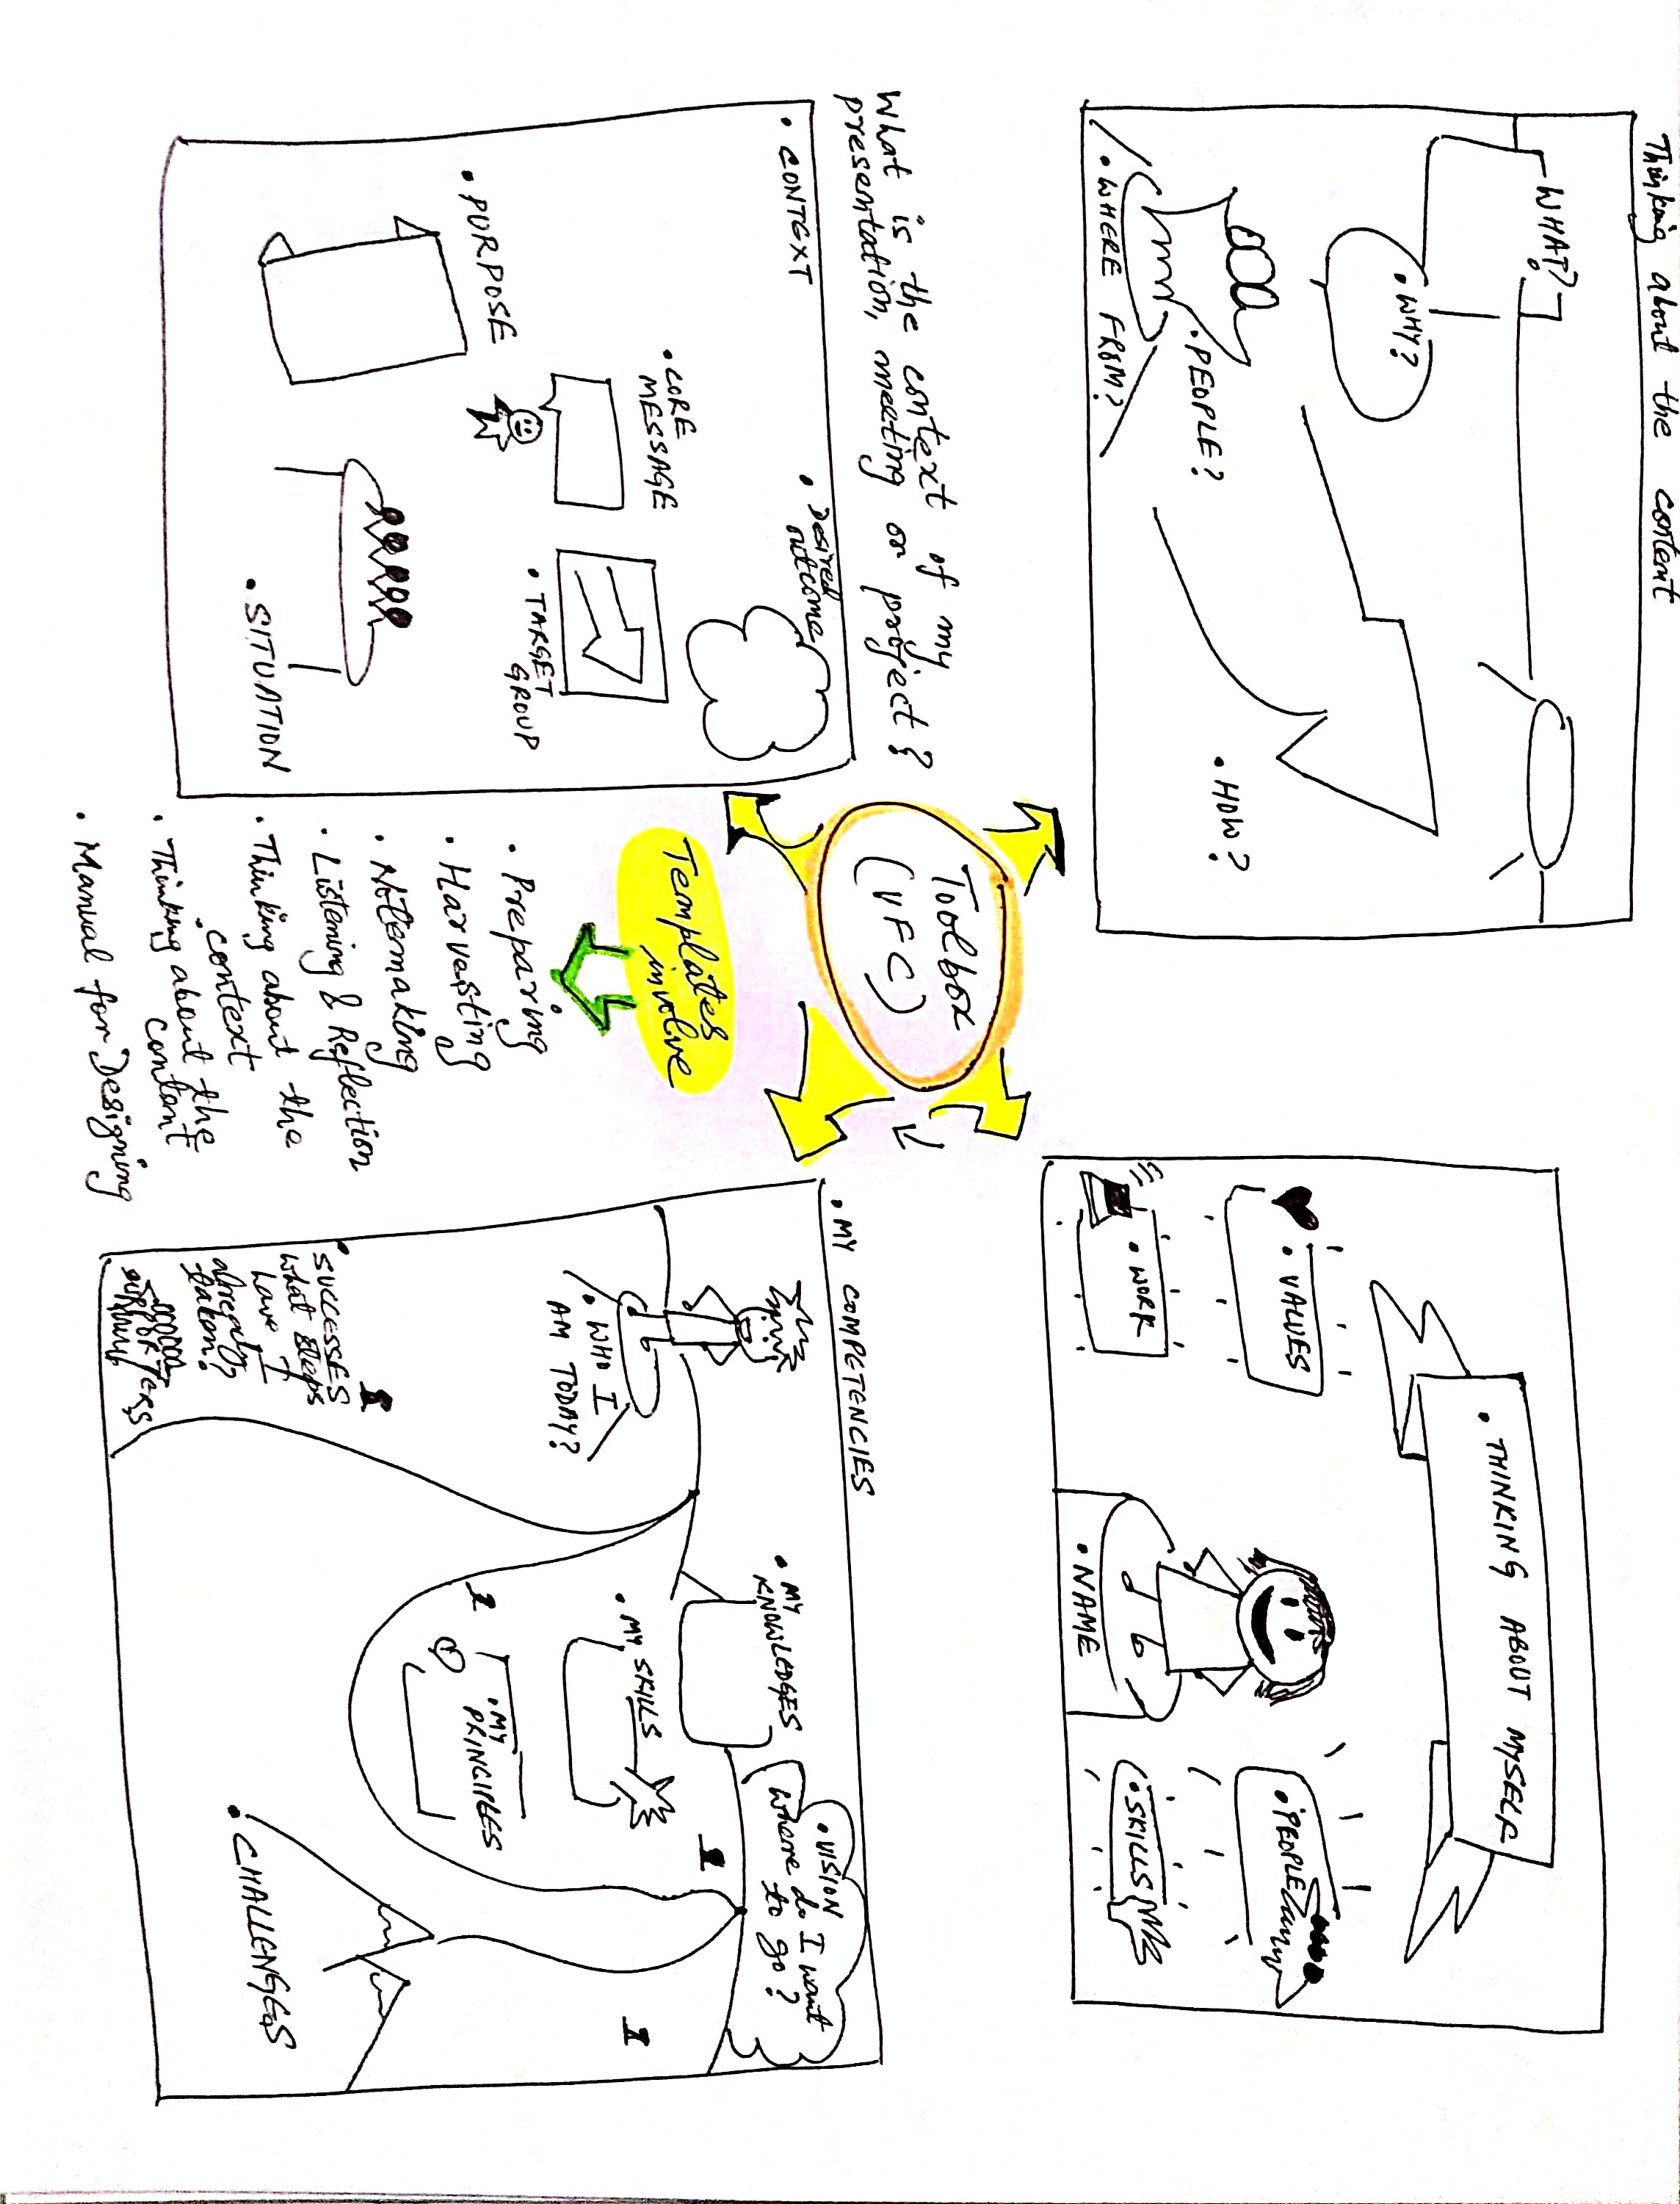 Thinking about the content
WHAT?
• WHY?
• PEOPLE?
• WHERE FROM?
• HOW?
• THINKING ABOUT MYSELF
• VALUES
• WORK
• NAME
• PEOPLE
• SKILLS
Toolbox
(VFC)
Templates
involve
• Preparing
• Harvesting
• Notemaking
• Listening & Reflection
• Thinking about the
context
• Thinking about the
content
• Manual for Designing
What is the context of my
presentation, meeting or project?
• CONTEXT
• Desired
outcome
• CORE
MESSAGE
• PURPOSE
• TARGET
GROUP
• SITUATION
• MY COMPETENCIES
• WHO I
AM TODAY?
• SUCCESSES
What steps
have I
already
taken?
SUPPORTERS
• MY
KNOWLEDGES
• MY SKILLS
• MY
PRINCIPLES
• VISION
Where do I want
to go?
• CHALLENGES